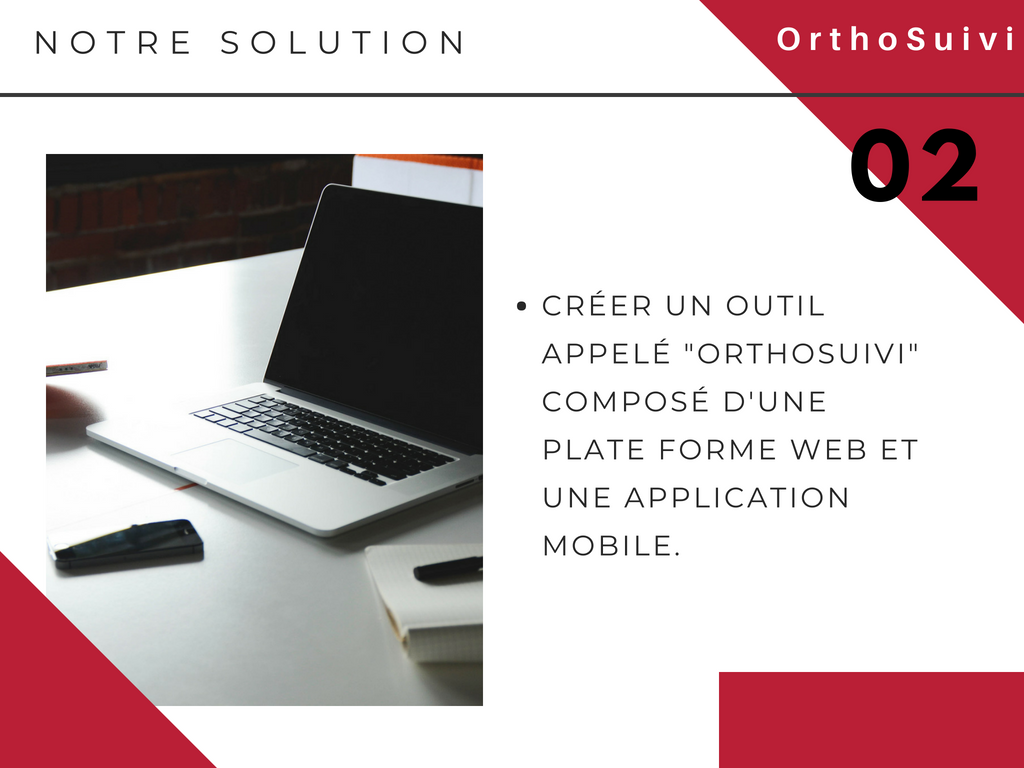 NOTRE SOLUTION
OrthoSuivi
02
• CRÉER UN OUTIL
APPELÉ "ORTHOSUIVI"
COMPOSÉ D'UNE
PLATE FORME WEB ET
UNE APPLICATION
MOBILE.